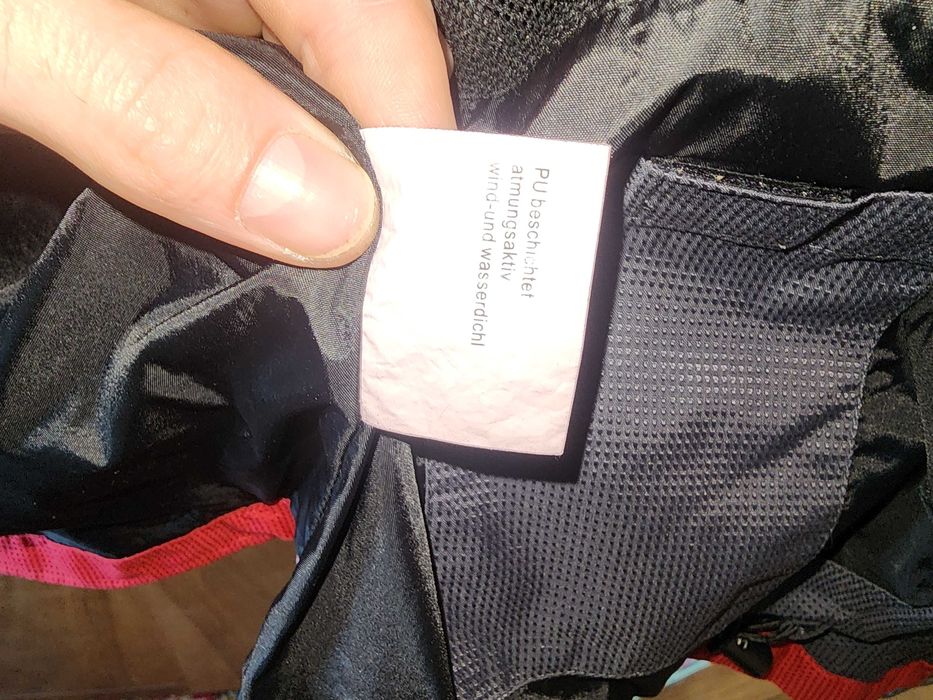 PU beschichtet
atmungsaktiv
wind-und wasserdicht